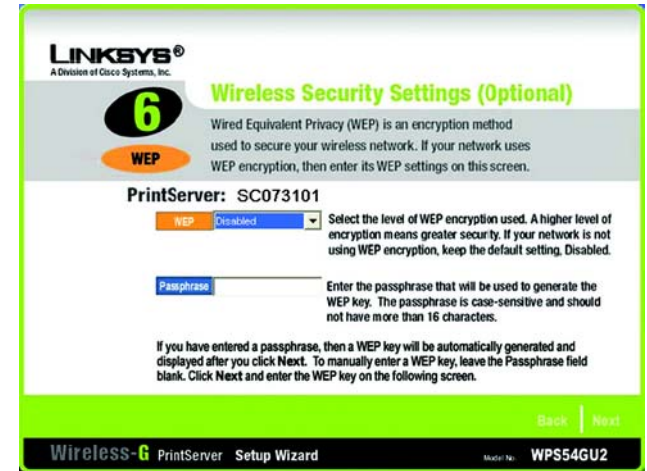 LINKSYS®
A Division of Cisco Systems, Inc.
6
WEP
Wireless Security Settings (Optional)
Wired Equivalent Privacy (WEP) is an encryption method
used to secure your wireless network. If your network uses
WEP encryption, then enter its WEP settings on this screen.
PrintServer: SC073101
WEP Disabled
Select the level of WEP encryption used. A higher level of
encryption means greater security. If your network is not
using WEP encryption, keep the default setting, Disabled.
Passphrase
Enter the passphrase that will be used to generate the
WEP key. The passphrase is case-sensitive and should
not have more than 16 characters.
If you have entered a passphrase, then a WEP key will be automatically generated and
displayed after you click Next. To manually enter a WEP key, leave the Passphrase field
blank. Click Next and enter the WEP key on the following screen.
Back Next
Wireless-G PrintServer Setup Wizard Model No. WPS54GU2